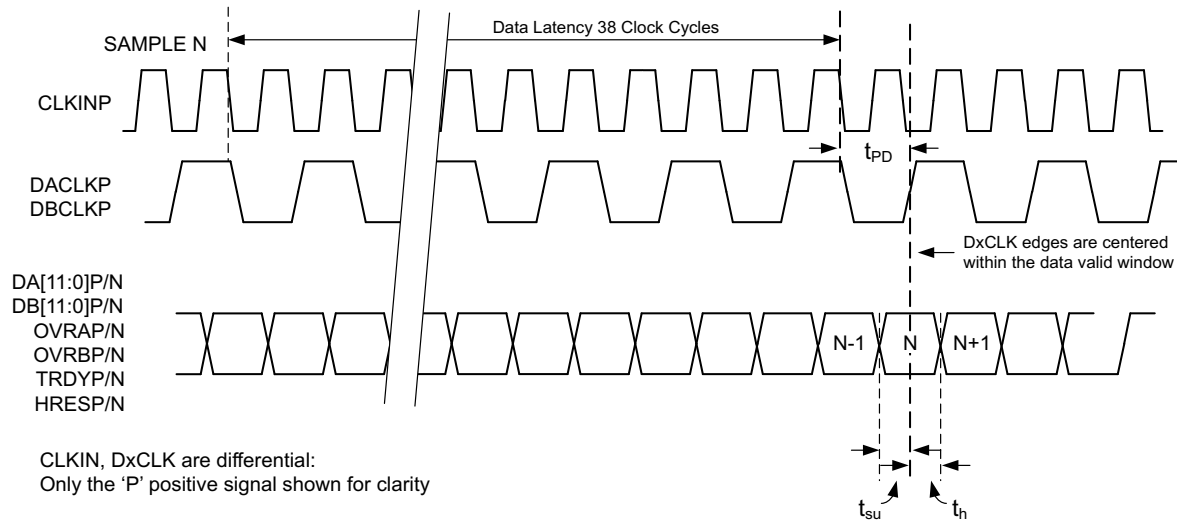 Data Latency 38 Clock Cycles
SAMPLE N
CLKINP
tPD
DACLKP
DBCLKP
DxCLK edges are centered
within the data valid window
DA[11:0]P/N
DB[11:0]P/N
OVRAP/N
OVRBP/N
TRDYP/N
HRESP/N
N-1 N N+1
CLKIN, DxCLK are differential:
Only the ‘P’ positive signal shown for clarity
tsu th